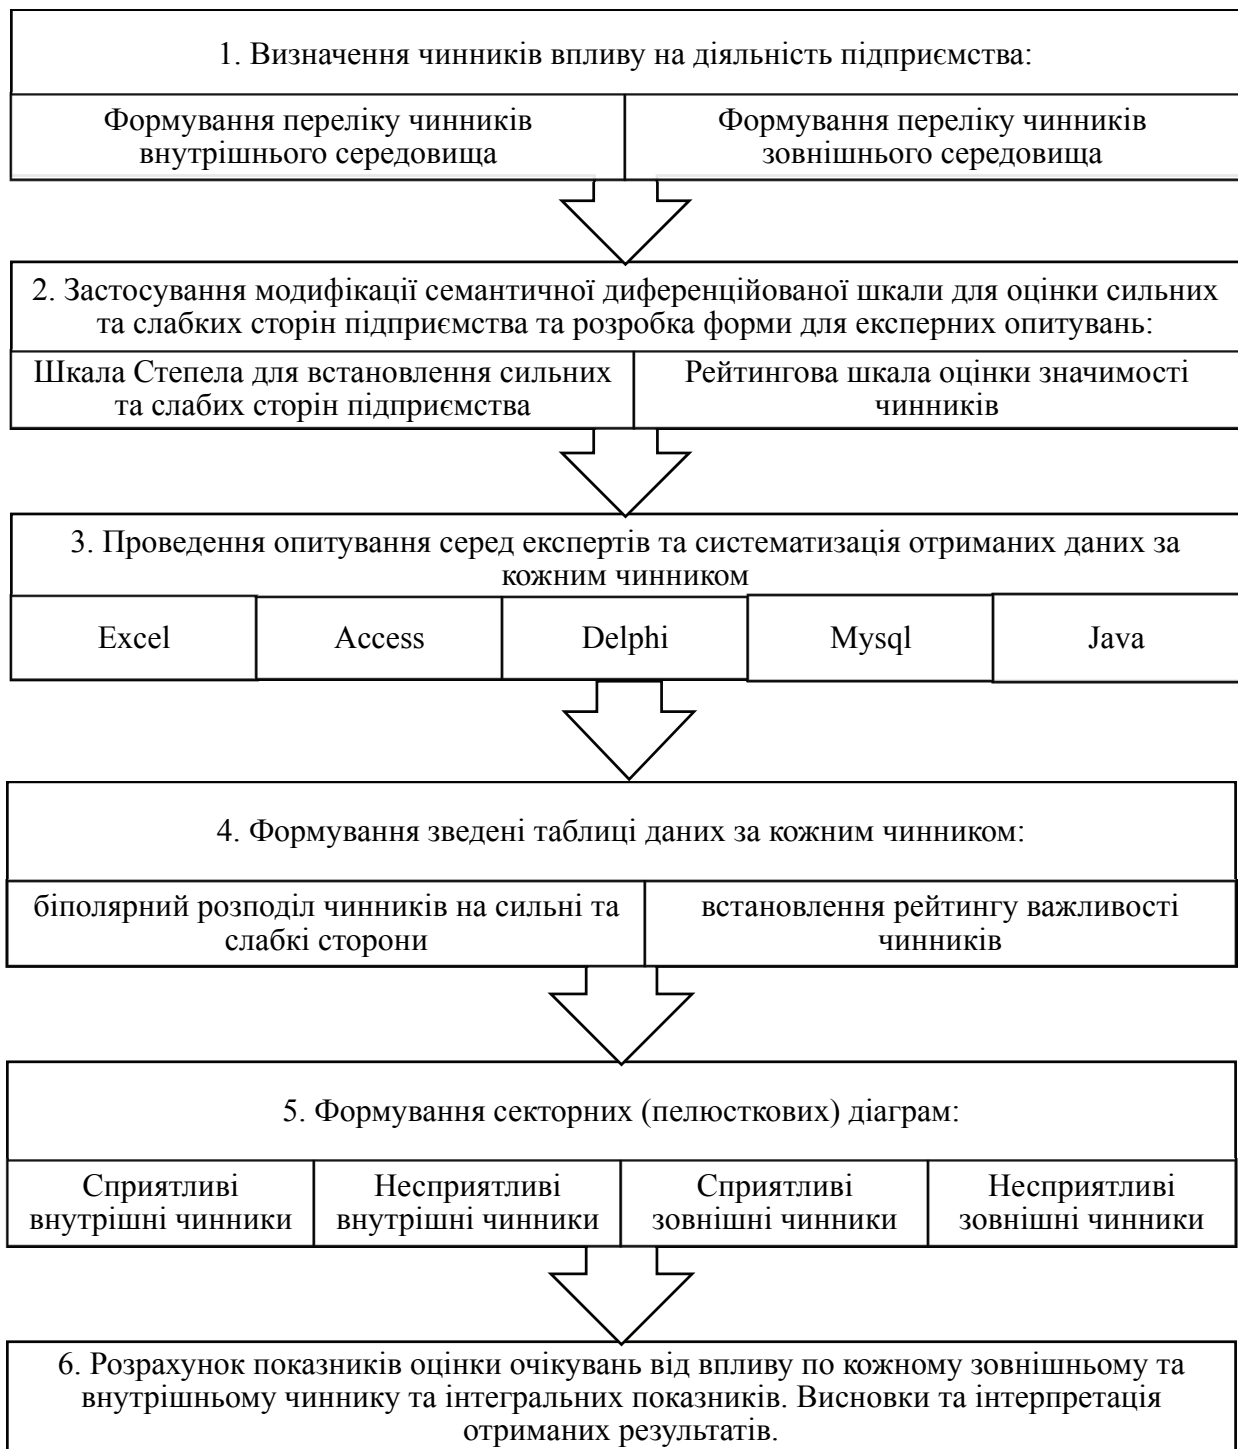 1. Визначення чинників впливу на діяльність підприємства:
Формування переліку чинників
внутрішнього середовища
Формування переліку чинників
зовнішнього середовища
2. Застосування модифікації семантичної диференційованої шкали для оцінки сильних
та слабких сторін підприємства та розробка форми для експерних опитувань:
Шкала Степела для встановлення сильних
та слабих сторін підприємства
Рейтингова шкала оцінки значимості
чинників
3. Проведення опитування серед експертів та систематизація отриманих даних за
кожним чинником
Excel
Access
Delphi
Mysql
Java
4. Формування зведені таблиці даних за кожним чинником:
біполярний розподіл чинників на сильні та
слабкі сторони
встановлення рейтингу важливості
чинників
5. Формування секторних (пелюсткових) діаграм:
Сприятливі
внутрішні чинники
Несприятливі
внутрішні чинники
Сприятливі
зовнішні чинники
Несприятливі
зовнішні чинники
6. Розрахунок показників оцінки очікувань від впливу по кожному зовнішньому та
внутрішньому чиннику та інтегральних показників. Висновки та інтерпретація
отриманих результатів.